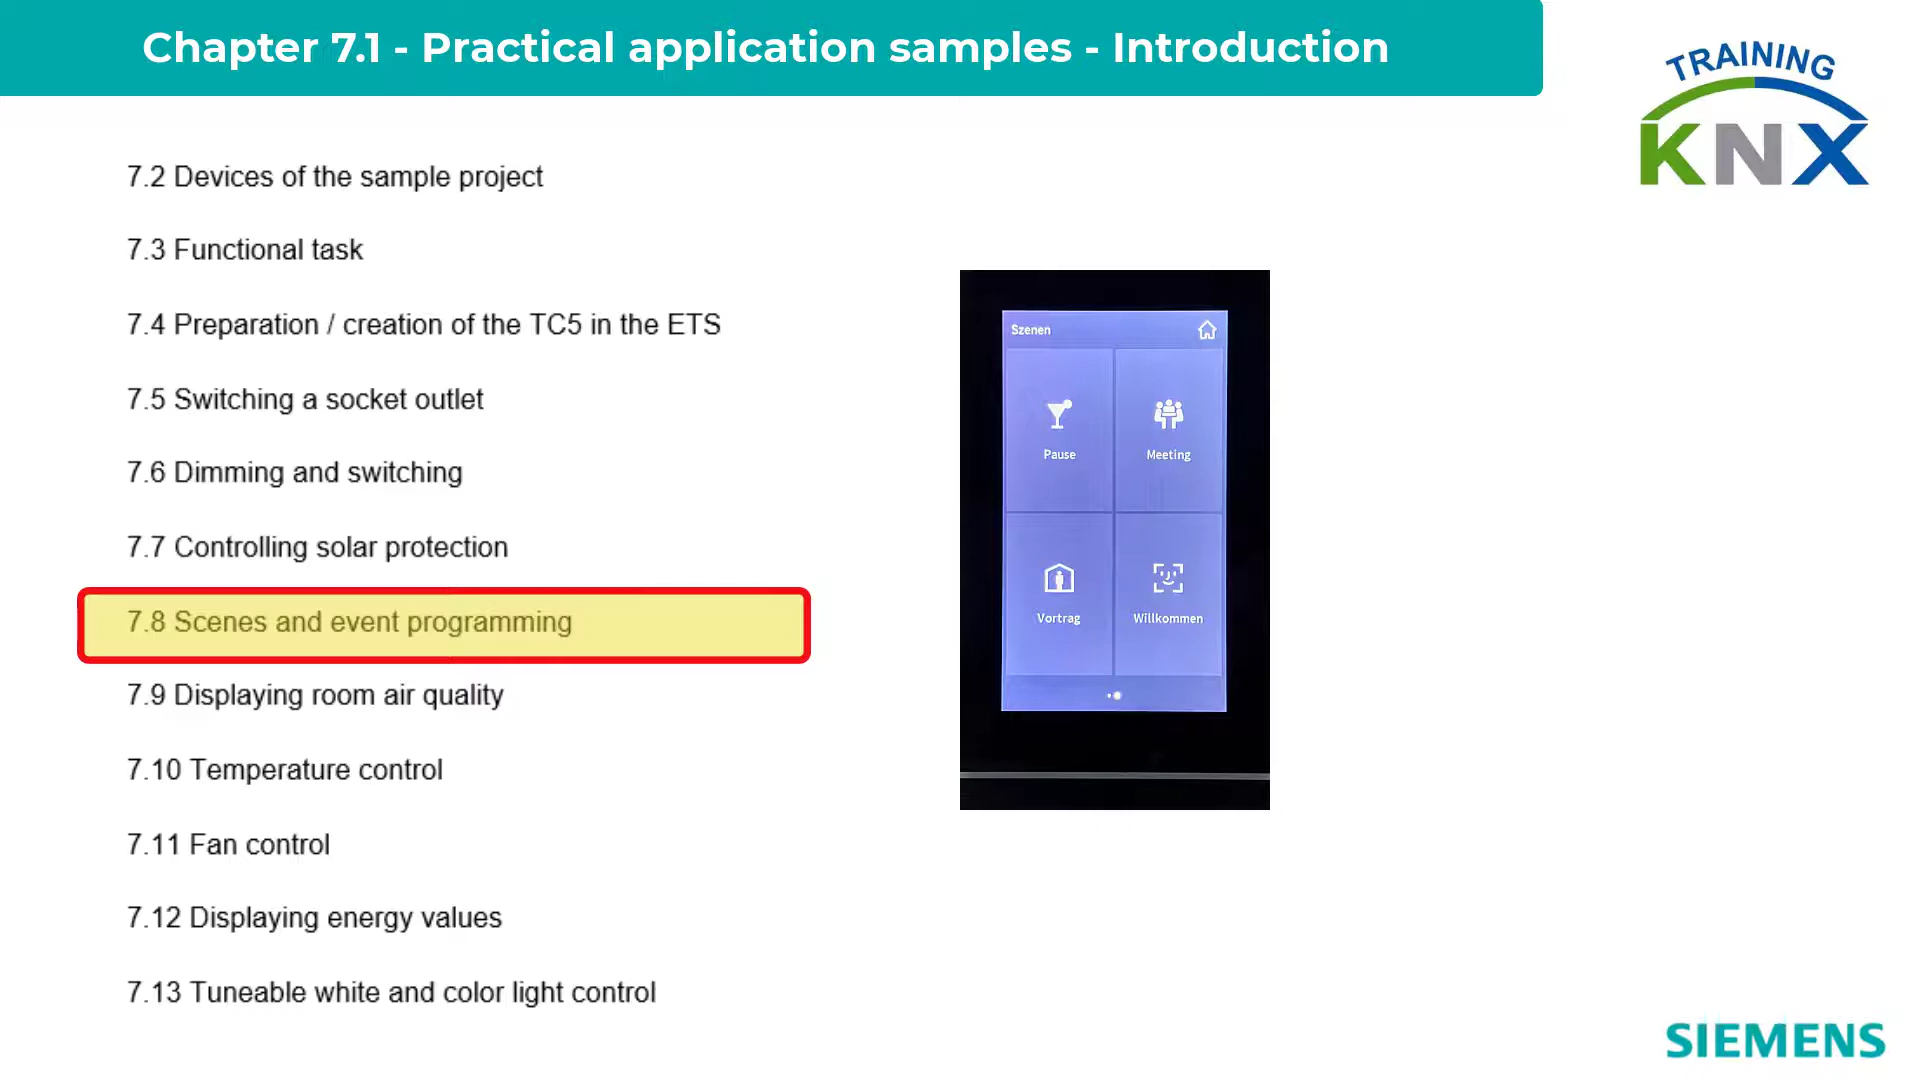 Chapter 7.1 - Practical application samples - Introduction
TRAINING
KNX
7.2 Devices of the sample project
7.3 Functional task
7.4 Preparation / creation of the TC5 in the ETS
7.5 Switching a socket outlet
7.6 Dimming and switching
7.7 Controlling solar protection
7.8 Scenes and event programming
7.9 Displaying room air quality
7.10 Temperature control
7.11 Fan control
7.12 Displaying energy values
7.13 Tuneable white and color light control
Szenen
Pause
Meeting
Vortrag
Willkommen
SIEMENS